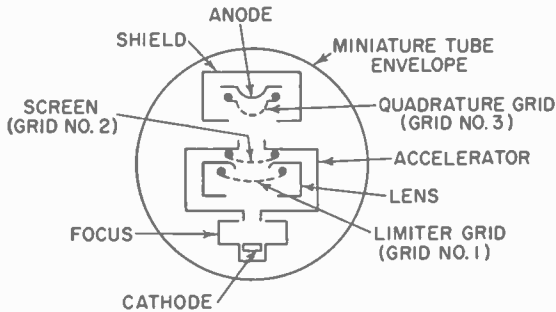 ANODE
SHIELD
MINIATURE TUBE
ENVELOPE
SCREEN
(GRID NO. 2)
QUADRATURE GRID
(GRID NO. 3)
ACCELERATOR
LENS
FOCUS
LIMITER GRID
(GRID NO. 1)
CATHODE